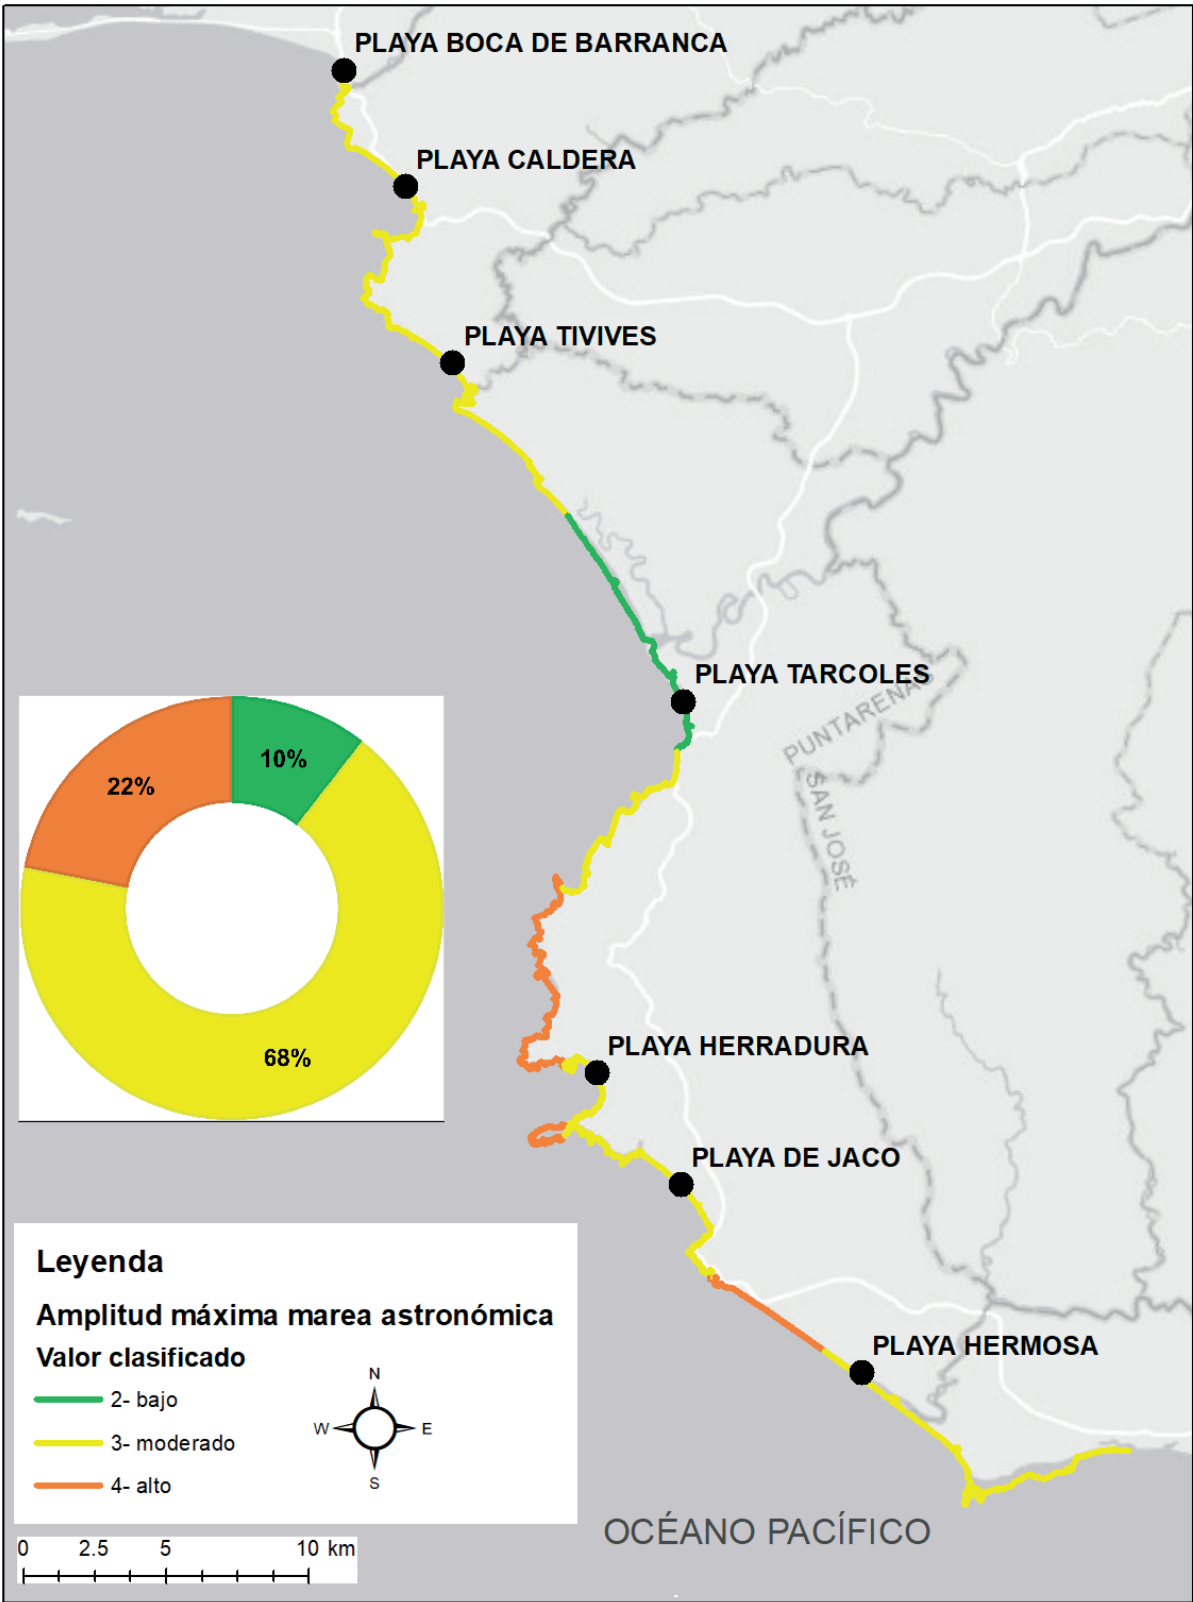 PLAYA BOCA DE BARRANCA
PLAYA CALDERA
PLAYA TIVIVES
PLAYA TARCOLES
PUNTARENAS
SAN JOSÉ
10%
22%
68%
PLAYA HERRADURA
PLAYA DE JACO
PLAYA HERMOSA
Leyenda
Amplitud máxima marea astronómica
Valor clasificado
2- bajo
3- moderado
4- alto
N
W E
S
OCÉANO PACÍFICO
0 2.5 5 10 km